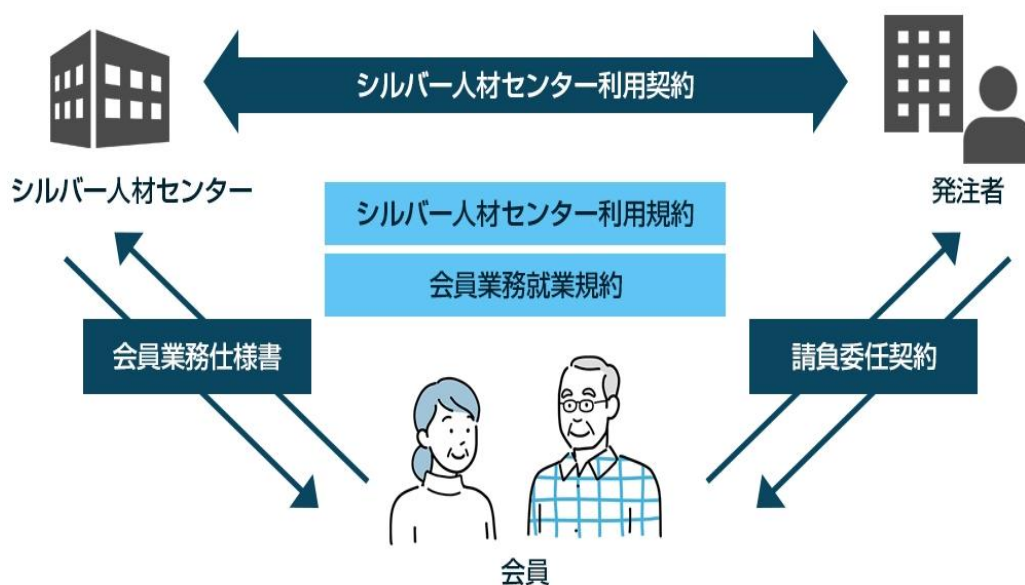 シルバー人材センター利用契約
シルバー人材センター
発注者
シルバー人材センター利用規約
会員業務就業規約
会員業務仕様書
請負委任契約
会員